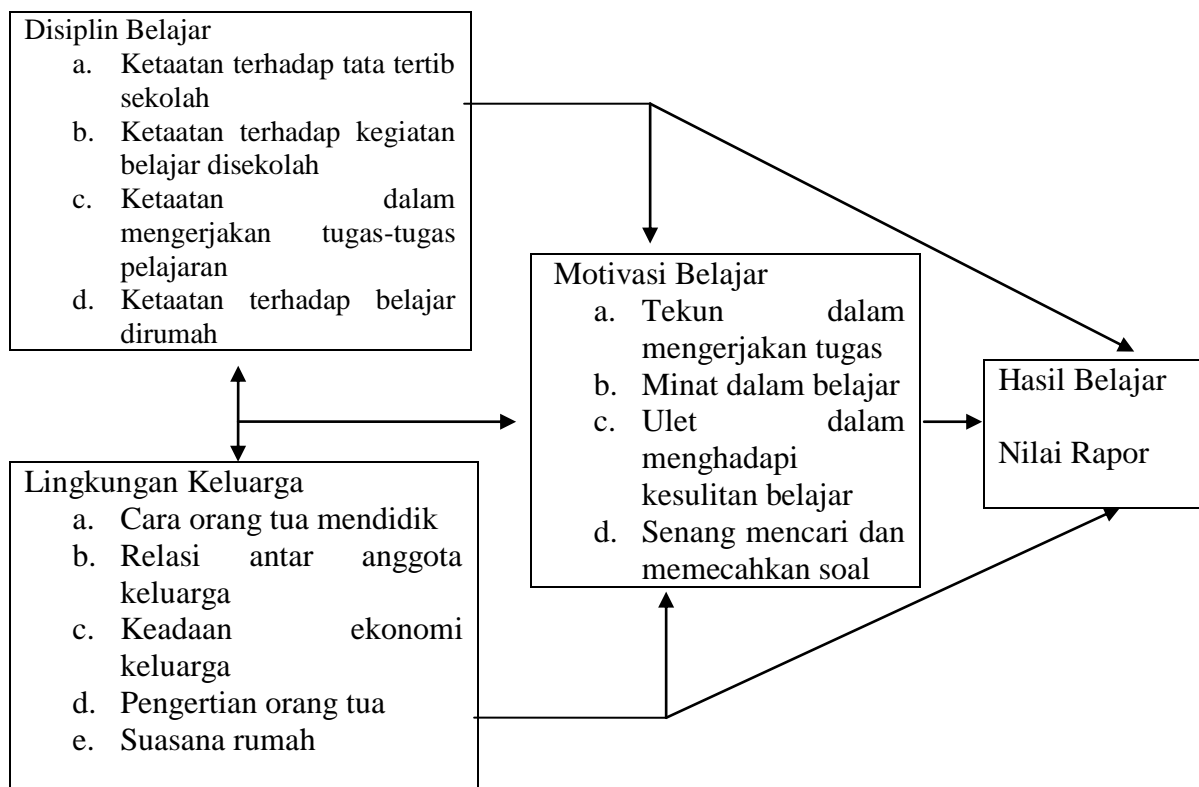 Disiplin Belajar
a. Ketaatan terhadap tata tertib
sekolah
b. Ketaatan terhadap kegiatan
belajar disekolah
c. Ketaatan dalam
mengerjakan tugas-tugas
pelajaran
d. Ketaatan terhadap belajar
dirumah
Lingkungan Keluarga
a. Cara orang tua mendidik
b. Relasi antar anggota
keluarga
c. Keadaan ekonomi
keluarga
d. Pengertian orang tua
e. Suasana rumah
Motivasi Belajar
a. Tekun dalam
mengerjakan tugas
b. Minat dalam belajar
c. Ulet dalam
menghadapi
kesulitan belajar
d. Senang mencari dan
memecahkan soal
Hasil Belajar
Nilai Rapor